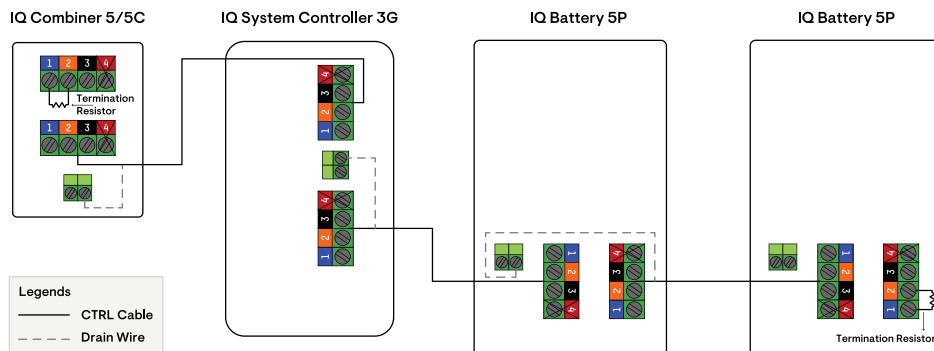 IQ Combiner 5/5C
IQ System Controller 3G
IQ Battery 5P
IQ Battery 5P
1 2 3 4
Termination
Resistor
1 2 3 4
4
3
2
1
4
3
2
1
1
2
3
4
4
3
2
1
1
2
3
4
4
3
2
1
Legends
CTRL Cable
Drain Wire
Termination Resistor